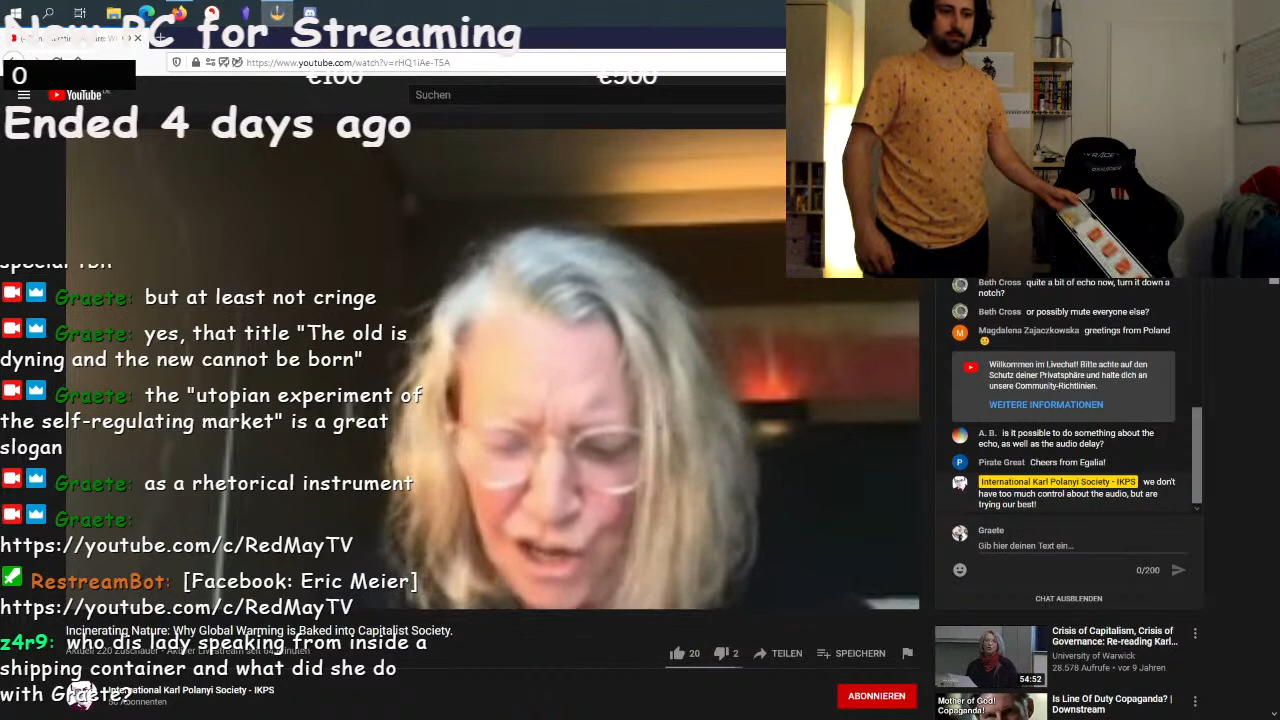 New PC for Streaming
https://www.youtube.com/watch?v=rHQ1iAe-T5A
0
€100 €500
YouTube
Suchen
Ended 4 days ago
Graete: but at least not cringe
Graete: yes, that title "The old is
dyning and the new cannot be born"
Graete: the "utopian experiment of
the self-regulating market" is a great
slogan
Graete: as a rhetorical instrument
Graete:
https://youtube.com/c/RedMayTV
RestreamBot: [Facebook: Eric Meier]
https://youtube.com/c/RedMayTV
z4r9: who dis lady speaking from inside a
shipping container and what did she do
with Graete?
Incinerating Nature: Why Global Warming is Baked into Capitalist Society.
20
2
TEILEN
SPEICHERN
International Karl Polanyi Society - IKPS
ABONNIEREN
Beth Cross quite a bit of echo now, turn it down a
notch?
Beth Cross or possibly mute everyone else?
Magdalena Zajaczkowska greetings from Poland
Willkommen im Livechat! Bitte achte auf den
Schutz deiner Privatsphäre und halte dich an
unsere Community-Richtlinien.
WEITERE INFORMATIONEN
A. B. is it possible to do something about the
echo, as well as the audio delay?
Pirate Great Cheers from Egalia!
International Karl Polanyi Society - IKPS we don't
have too much control about the audio, but are
trying our best!
Graete
Gib hier deinen Text ein...
0/200
CHAT AUSBLENDEN
Crisis of Capitalism, Crisis of
Governance: Re-reading Karl...
University of Warwick
28.578 Aufrufe • vor 9 Jahren
54:52
Mother of God!
Copaganda!
Is Line Of Duty Copaganda? |
Downstream